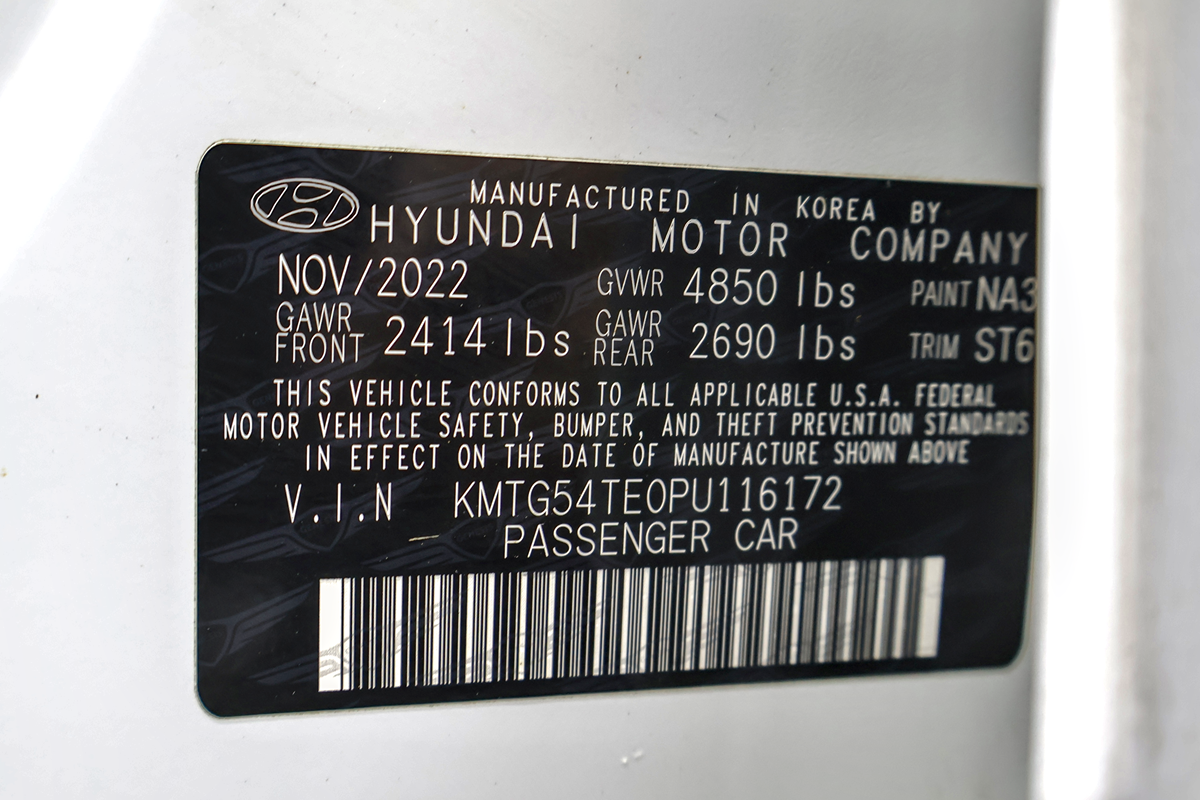 MANUFACTURED IN KOREA BY
HYUNDAI MOTOR COMPANY
NOV/2022 GVWR 4850 lbs PAINT NA3
GAWR FRONT 2414 lbs GAWR REAR 2690 lbs TRIM ST6
THIS VEHICLE CONFORMS TO ALL APPLICABLE U.S.A. FEDERAL
MOTOR VEHICLE SAFETY, BUMPER, AND THEFT PREVENTION STANDARDS
IN EFFECT ON THE DATE OF MANUFACTURE SHOWN ABOVE
V.I.N KMTG54TE0PU116172
PASSENGER CAR